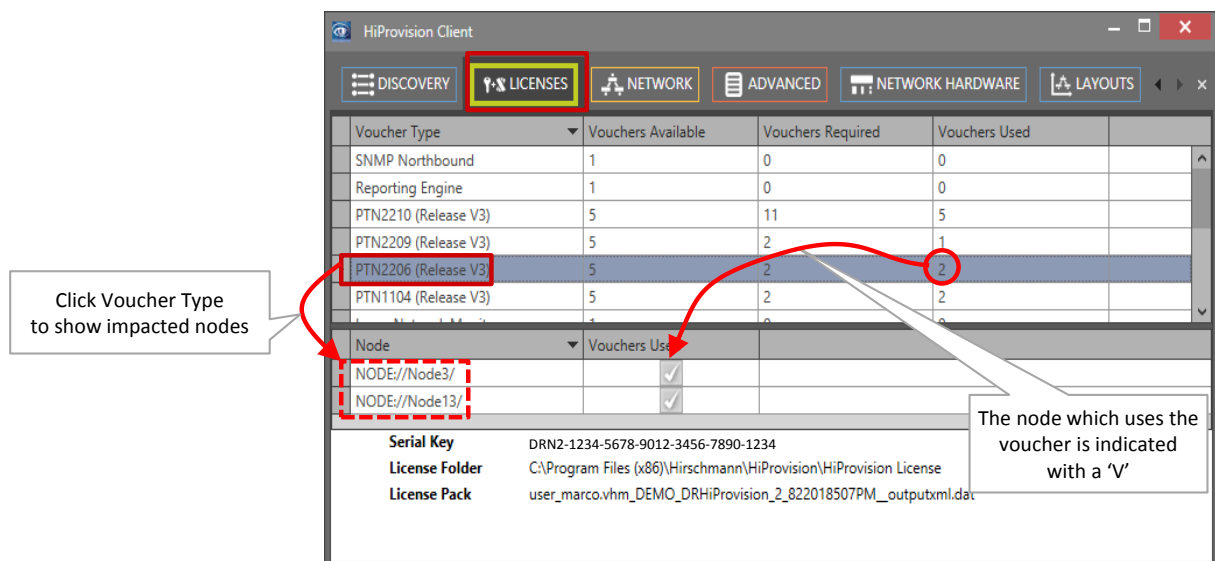 HiProvision Client
DISCOVERY LICENSES NETWORK ADVANCED NETWORK HARDWARE LAYOUTS
Voucher Type Vouchers Available Vouchers Required Vouchers Used
SNMP Northbound 1 0 0
Reporting Engine 1 0 0
PTN2210 (Release V3) 5 11 5
PTN2209 (Release V3) 5 2 1
PTN2206 (Release V3) 5 2 2
PTN1104 (Release V3) 5 2 2
Click Voucher Type
to show impacted nodes
Node Vouchers Used
NODE://Node3/
NODE://Node13/
The node which uses the
voucher is indicated
with a ‘V’
Serial Key DRN2-1234-5678-9012-3456-7890-1234
License Folder C:\Program Files (x86)\Hirschmann\HiProvision\HiProvision License
License Pack user_marco.vhm_DEMO_DRHiProvision_2_822018507PM__outputxml.dat